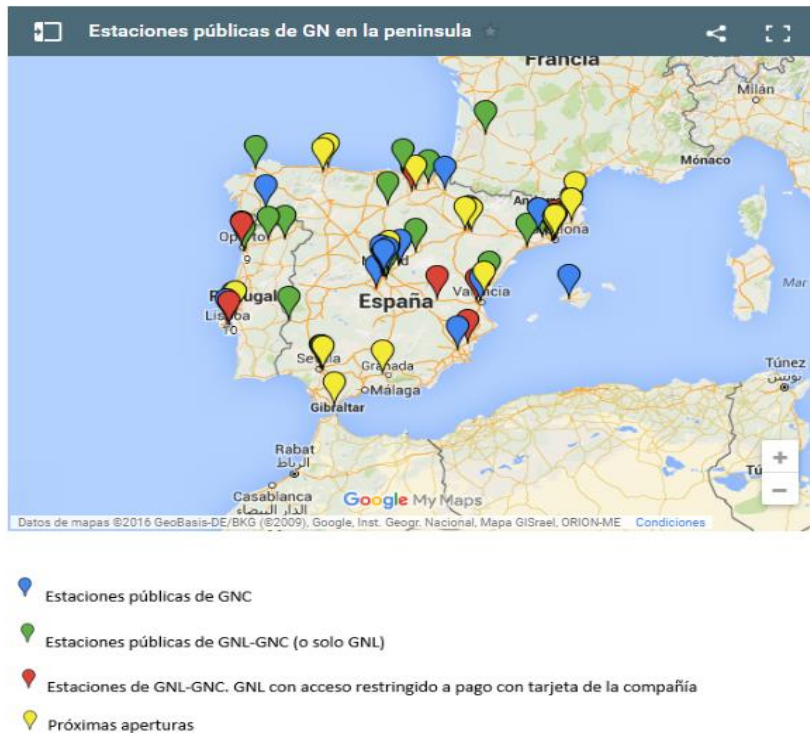 Estaciones públicas de GN en la peninsula
Francia
Milán
Mónaco
Oporto
Portugal
Lisboa
España
Mar
Granada
Málaga
Gibraltar
Túnez
تونس
Rabat
الرباط
Casablanca
الدار البيضاء
Google My Maps
+
−
Datos de mapas ©2016 GeoBasis-DE/BKG (©2009), Google, Inst. Geogr. Nacional, Mapa GISrael, ORION-ME Condiciones
Estaciones públicas de GNC
Estaciones públicas de GNL-GNC (o solo GNL)
Estaciones de GNL-GNC. GNL con acceso restringido a pago con tarjeta de la compañía
Próximas aperturas